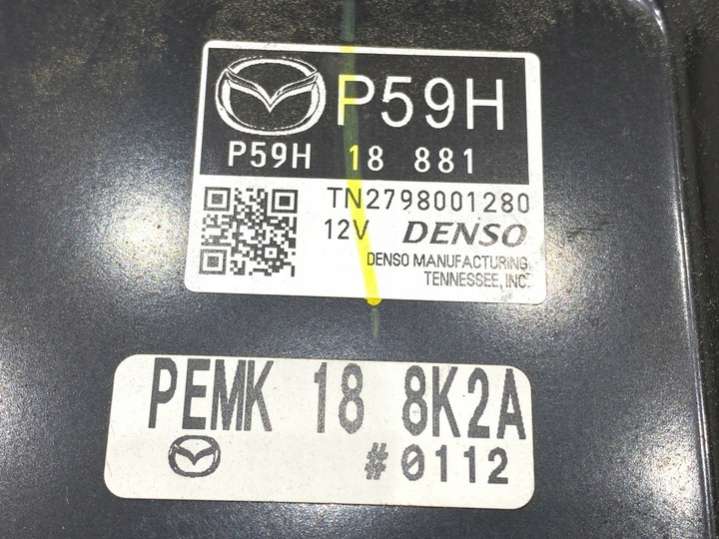 P59H
P59H 18 881
TN2798001280
12V DENSO
DENSO MANUFACTURING
TENNESSEE, INC.
PEMK 18 8K2A
#0112